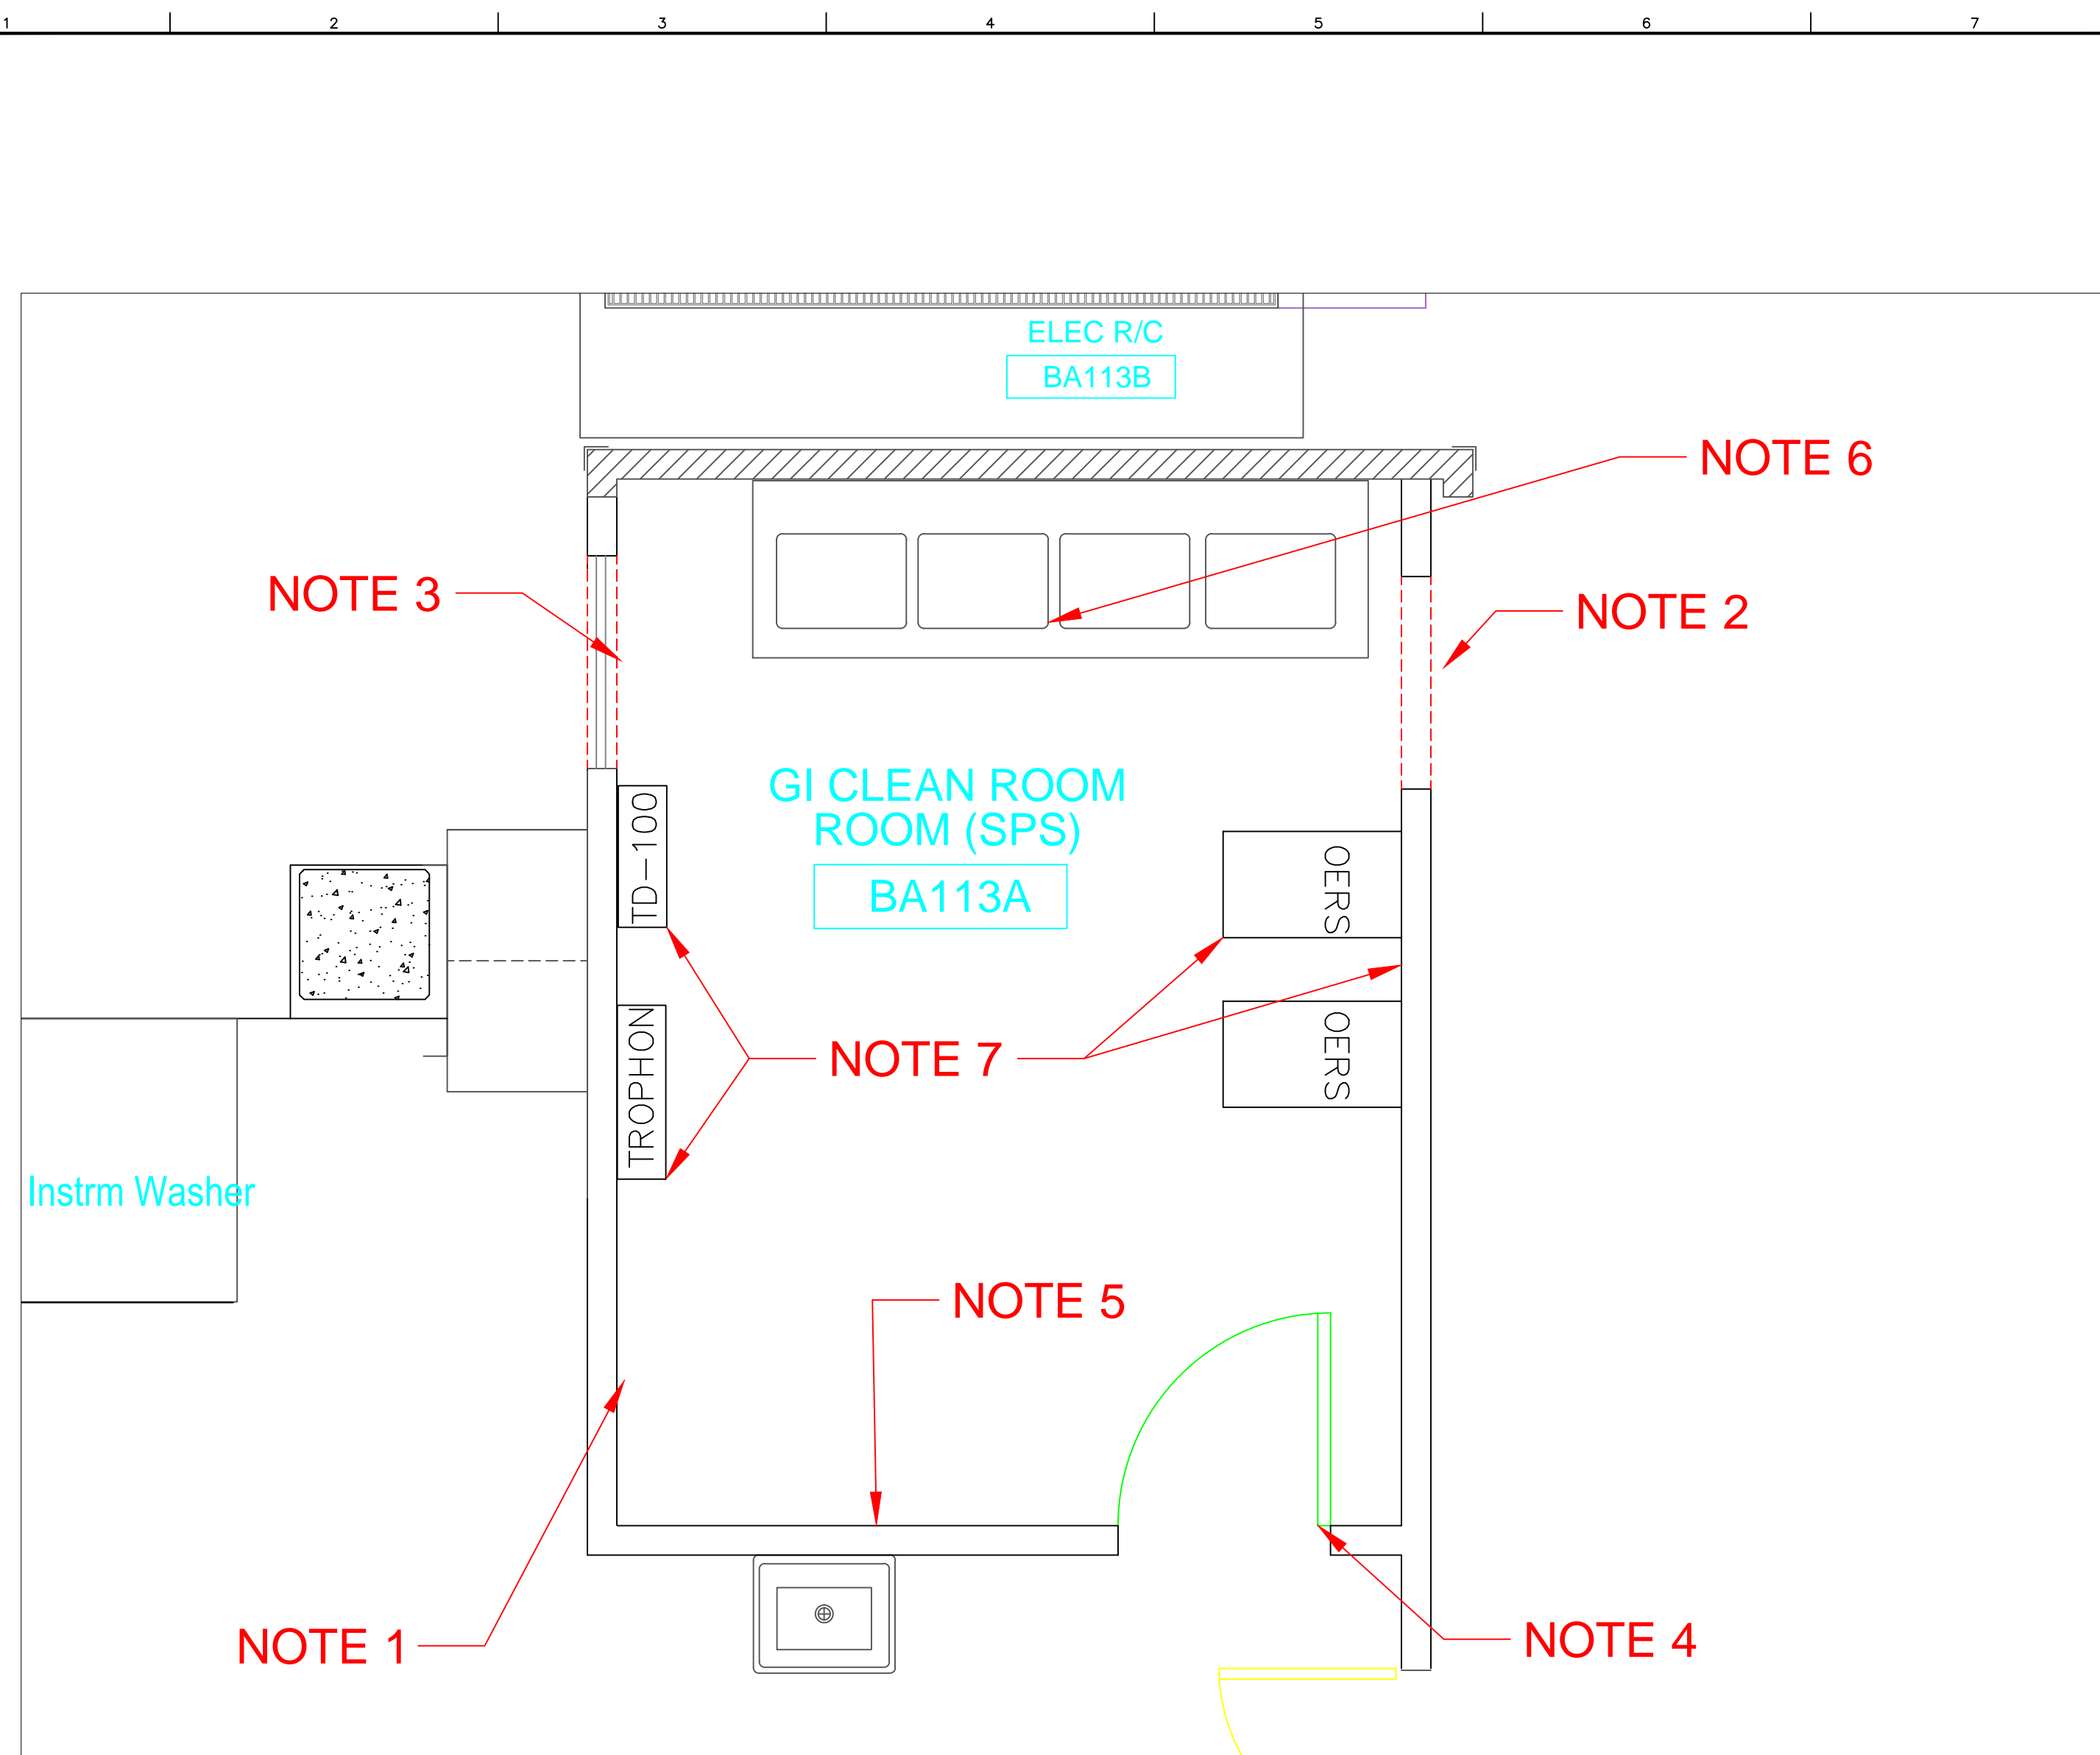 1 2 3 4 5 6 7
ELEC R/C
BA113B
NOTE 6
NOTE 3
NOTE 2
GI CLEAN ROOM
ROOM (SPS)
BA113A
TD-100
OERS
TROPHON
OERS
NOTE 7
Instrm Washer
NOTE 5
NOTE 1
NOTE 4